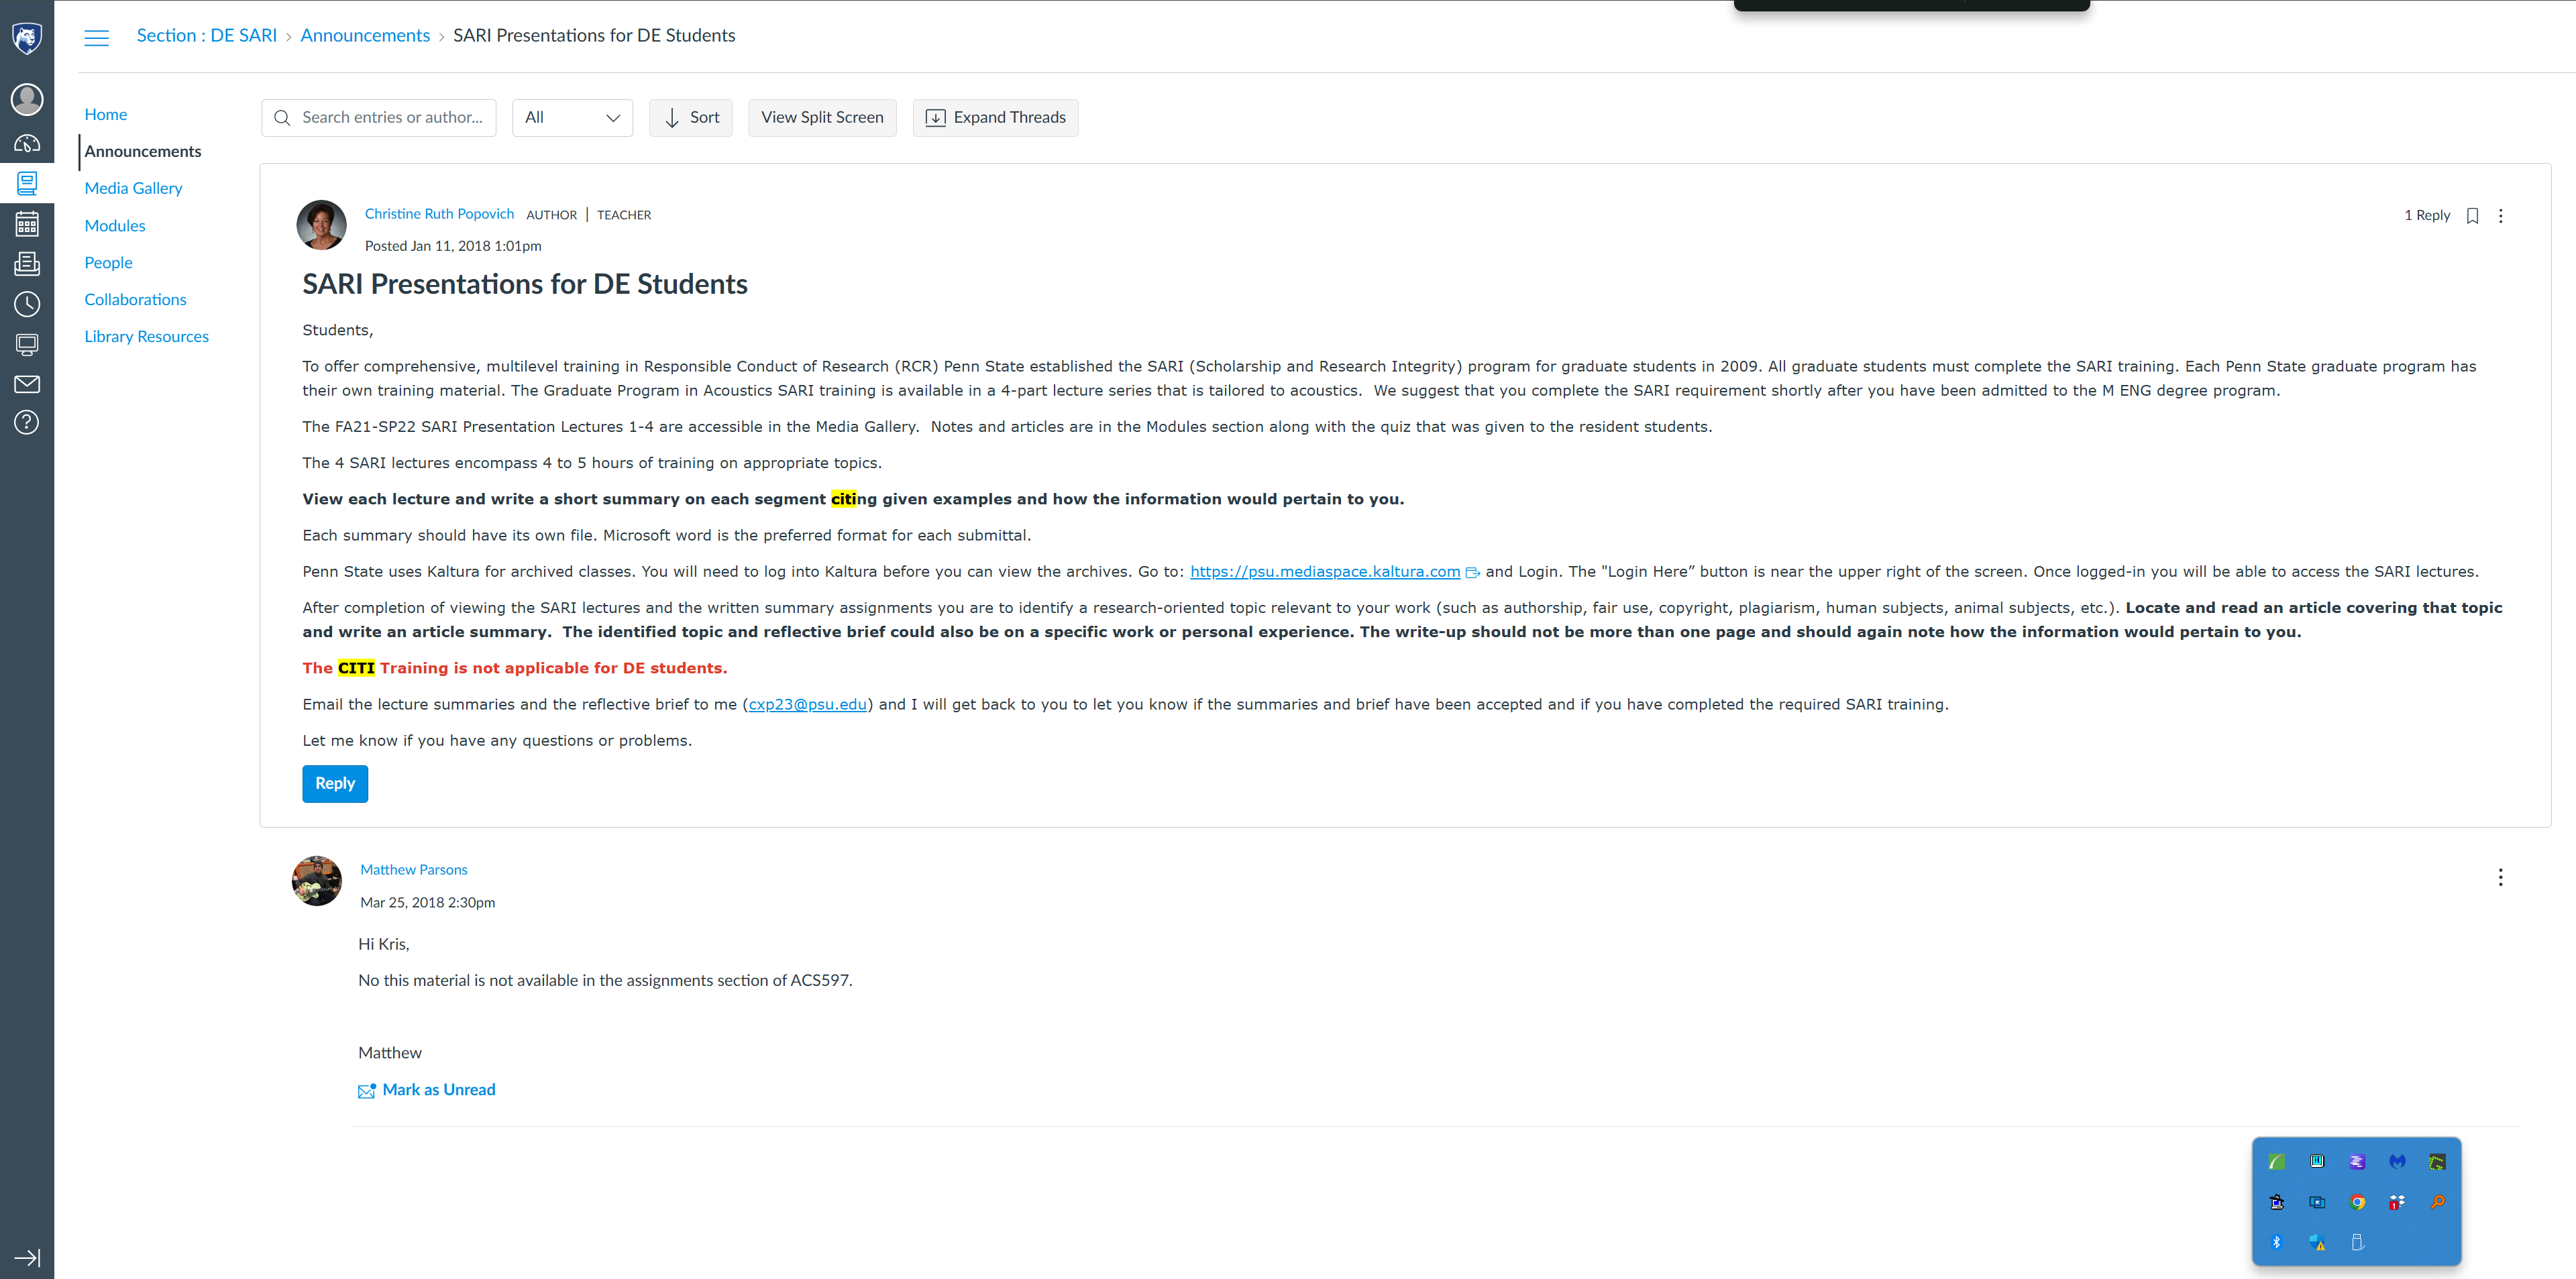 Section : DE SARI › Announcements › SARI Presentations for DE Students
Home
Announcements
Media Gallery
Modules
People
Collaborations
Library Resources
Search entries or author...
All
Sort
View Split Screen
Expand Threads
Christine Ruth Popovich AUTHOR | TEACHER
1 Reply
Posted Jan 11, 2018 1:01pm
SARI Presentations for DE Students
Students,
To offer comprehensive, multilevel training in Responsible Conduct of Research (RCR) Penn State established the SARI (Scholarship and Research Integrity) program for graduate students in 2009. All graduate students must complete the SARI training. Each Penn State graduate program has
their own training material. The Graduate Program in Acoustics SARI training is available in a 4-part lecture series that is tailored to acoustics.  We suggest that you complete the SARI requirement shortly after you have been admitted to the M ENG degree program.
The FA21-SP22 SARI Presentation Lectures 1-4 are accessible in the Media Gallery.  Notes and articles are in the Modules section along with the quiz that was given to the resident students.
The 4 SARI lectures encompass 4 to 5 hours of training on appropriate topics.
View each lecture and write a short summary on each segment citing given examples and how the information would pertain to you.
Each summary should have its own file. Microsoft word is the preferred format for each submittal.
Penn State uses Kaltura for archived classes. You will need to log into Kaltura before you can view the archives. Go to: https://psu.mediaspace.kaltura.com and Login. The "Login Here” button is near the upper right of the screen. Once logged-in you will be able to access the SARI lectures.
After completion of viewing the SARI lectures and the written summary assignments you are to identify a research-oriented topic relevant to your work (such as authorship, fair use, copyright, plagiarism, human subjects, animal subjects, etc.). Locate and read an article covering that topic
and write an article summary.  The identified topic and reflective brief could also be on a specific work or personal experience. The write-up should not be more than one page and should again note how the information would pertain to you.
The CITI Training is not applicable for DE students.
Email the lecture summaries and the reflective brief to me (cxp23@psu.edu) and I will get back to you to let you know if the summaries and brief have been accepted and if you have completed the required SARI training.
Let me know if you have any questions or problems.
Reply
Matthew Parsons
Mar 25, 2018 2:30pm
Hi Kris,
No this material is not available in the assignments section of ACS597.
Matthew
Mark as Unread